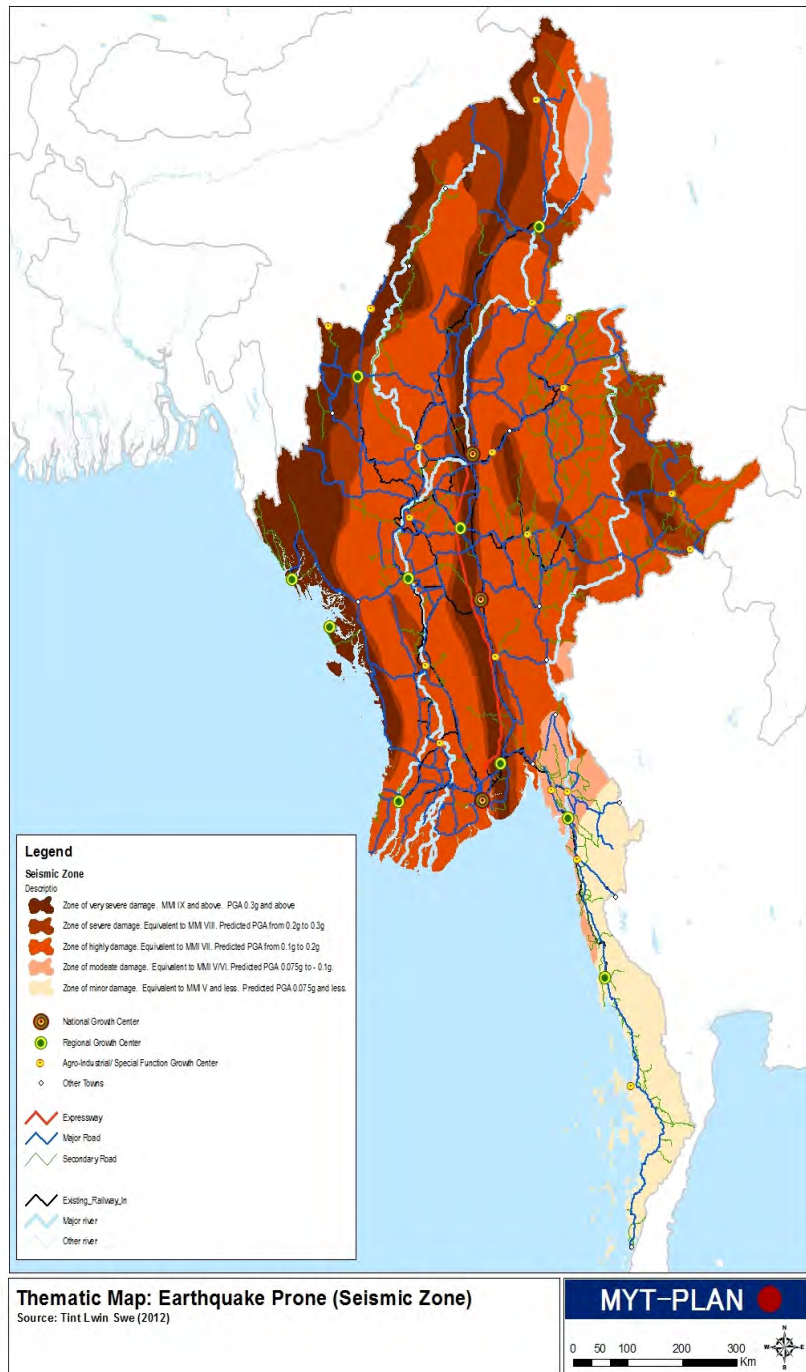 Legend
Seismic Zone
Descriptio
Zone of very severe damage. MMI IX and above. PGA 0.3g and above
Zone of severe damage. Equivalent to MMI VIII. Predicted PGA from 0.2g to 0.3g
Zone of highly damage. Equivalent to MMI VII. Predicted PGA from 0.1g to 0.2g
Zone of modeate damage. Equivalent to MMI V/VI. Predicted PGA 0.075g to - 0.1g.
Zone of minor damage. Equivalent to MMI V and less. Predicted PGA 0.075g and less.
National Growth Center
Regional Growth Center
Agro-Industrial/ Special Function Growth Center
Other Towns
Expressway
Major Road
Secondary Road
Existing_Railway_In
Major river
Other river
Thematic Map: Earthquake Prone (Seismic Zone)
Source: Tint Lwin Swe (2012)
MYT-PLAN
0 50 100 200 300
Km
N
W E
S